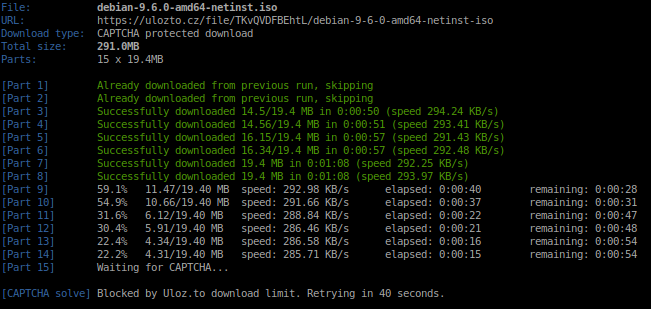 File: debian-9.6.0-amd64-netinst.iso
URL: https://ulozto.cz/file/TKvQVDFBEhtL/debian-9-6-0-amd64-netinst-iso
Download type: CAPTCHA protected download
Total size: 291.0MB
Parts: 15 x 19.4MB
[Part 1] Already downloaded from previous run, skipping
[Part 2] Already downloaded from previous run, skipping
[Part 3] Successfully downloaded 14.5/19.4 MB in 0:00:50 (speed 294.24 KB/s)
[Part 4] Successfully downloaded 14.56/19.4 MB in 0:00:51 (speed 293.41 KB/s)
[Part 5] Successfully downloaded 16.15/19.4 MB in 0:00:57 (speed 291.43 KB/s)
[Part 6] Successfully downloaded 16.34/19.4 MB in 0:00:57 (speed 292.48 KB/s)
[Part 7] Successfully downloaded 19.4 MB in 0:01:08 (speed 292.25 KB/s)
[Part 8] Successfully downloaded 19.4 MB in 0:01:08 (speed 293.97 KB/s)
[Part 9] 59.1% 11.47/19.40 MB speed: 292.98 KB/s elapsed: 0:00:40 remaining: 0:00:28
[Part 10] 54.9% 10.66/19.40 MB speed: 291.66 KB/s elapsed: 0:00:37 remaining: 0:00:31
[Part 11] 31.6% 6.12/19.40 MB speed: 288.84 KB/s elapsed: 0:00:22 remaining: 0:00:47
[Part 12] 30.4% 5.91/19.40 MB speed: 286.46 KB/s elapsed: 0:00:21 remaining: 0:00:48
[Part 13] 22.4% 4.34/19.40 MB speed: 286.58 KB/s elapsed: 0:00:16 remaining: 0:00:54
[Part 14] 22.2% 4.31/19.40 MB speed: 285.71 KB/s elapsed: 0:00:15 remaining: 0:00:54
[Part 15] Waiting for CAPTCHA...
[CAPTCHA solve] Blocked by Uloz.to download limit. Retrying in 40 seconds.